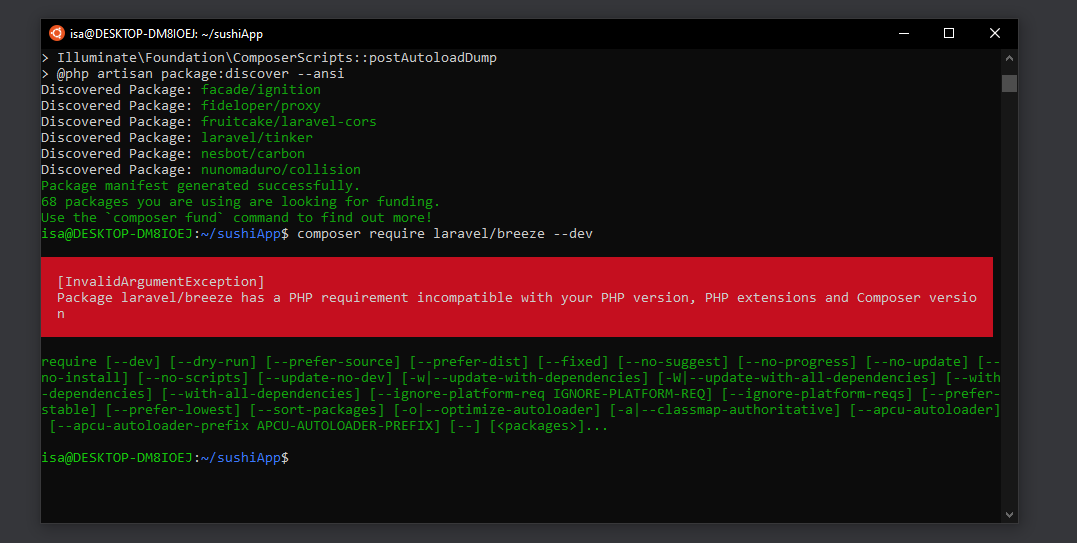 isa@DESKTOP-DM8IOEJ: ~/sushiApp
> Illuminate\Foundation\ComposerScripts::postAutoloadDump
> @php artisan package:discover --ansi
Discovered Package: facade/ignition
Discovered Package: fideloper/proxy
Discovered Package: fruitcake/laravel-cors
Discovered Package: laravel/tinker
Discovered Package: nesbot/carbon
Discovered Package: nunomaduro/collision
Package manifest generated successfully.
68 packages you are using are looking for funding.
Use the `composer fund` command to find out more!
isa@DESKTOP-DM8IOEJ:~/sushiApp$ composer require laravel/breeze --dev
[InvalidArgumentException]
Package laravel/breeze has a PHP requirement incompatible with your PHP version, PHP extensions and Composer versio
n
require [--dev] [--dry-run] [--prefer-source] [--prefer-dist] [--fixed] [--no-suggest] [--no-progress] [--no-update] [--
no-install] [--no-scripts] [--update-no-dev] [-w|--update-with-dependencies] [-W|--update-with-all-dependencies] [--with
-dependencies] [--with-all-dependencies] [--ignore-platform-req IGNORE-PLATFORM-REQ] [--ignore-platform-reqs] [--prefer-
stable] [--prefer-lowest] [--sort-packages] [-o|--optimize-autoloader] [-a|--classmap-authoritative] [--apcu-autoloader]
[--apcu-autoloader-prefix APCU-AUTOLOADER-PREFIX] [--] [<packages>]...
isa@DESKTOP-DM8IOEJ:~/sushiApp$